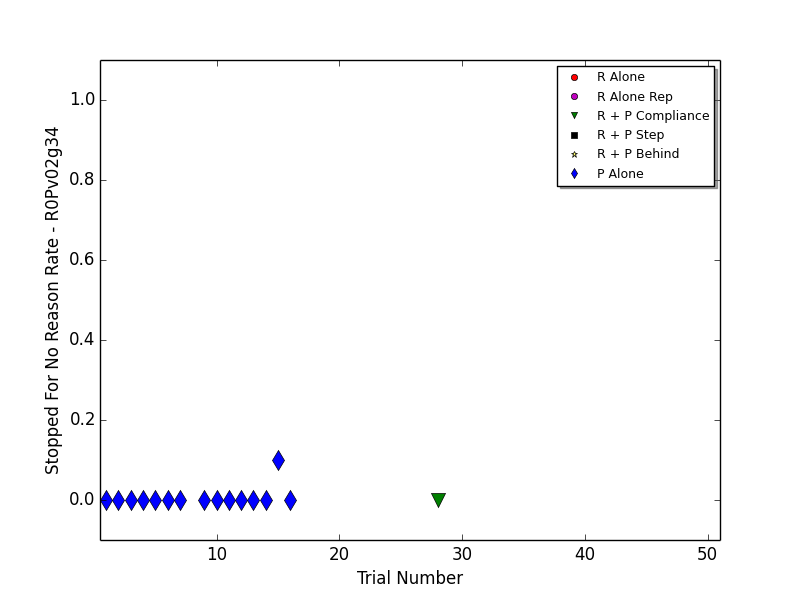 R Alone
R Alone Rep
R + P Compliance
R + P Step
R + P Behind
P Alone
1.0
0.8
0.6
0.4
0.2
0.0
Stopped For No Reason Rate - R0Pv02g34
10 20 30 40 50
Trial Number